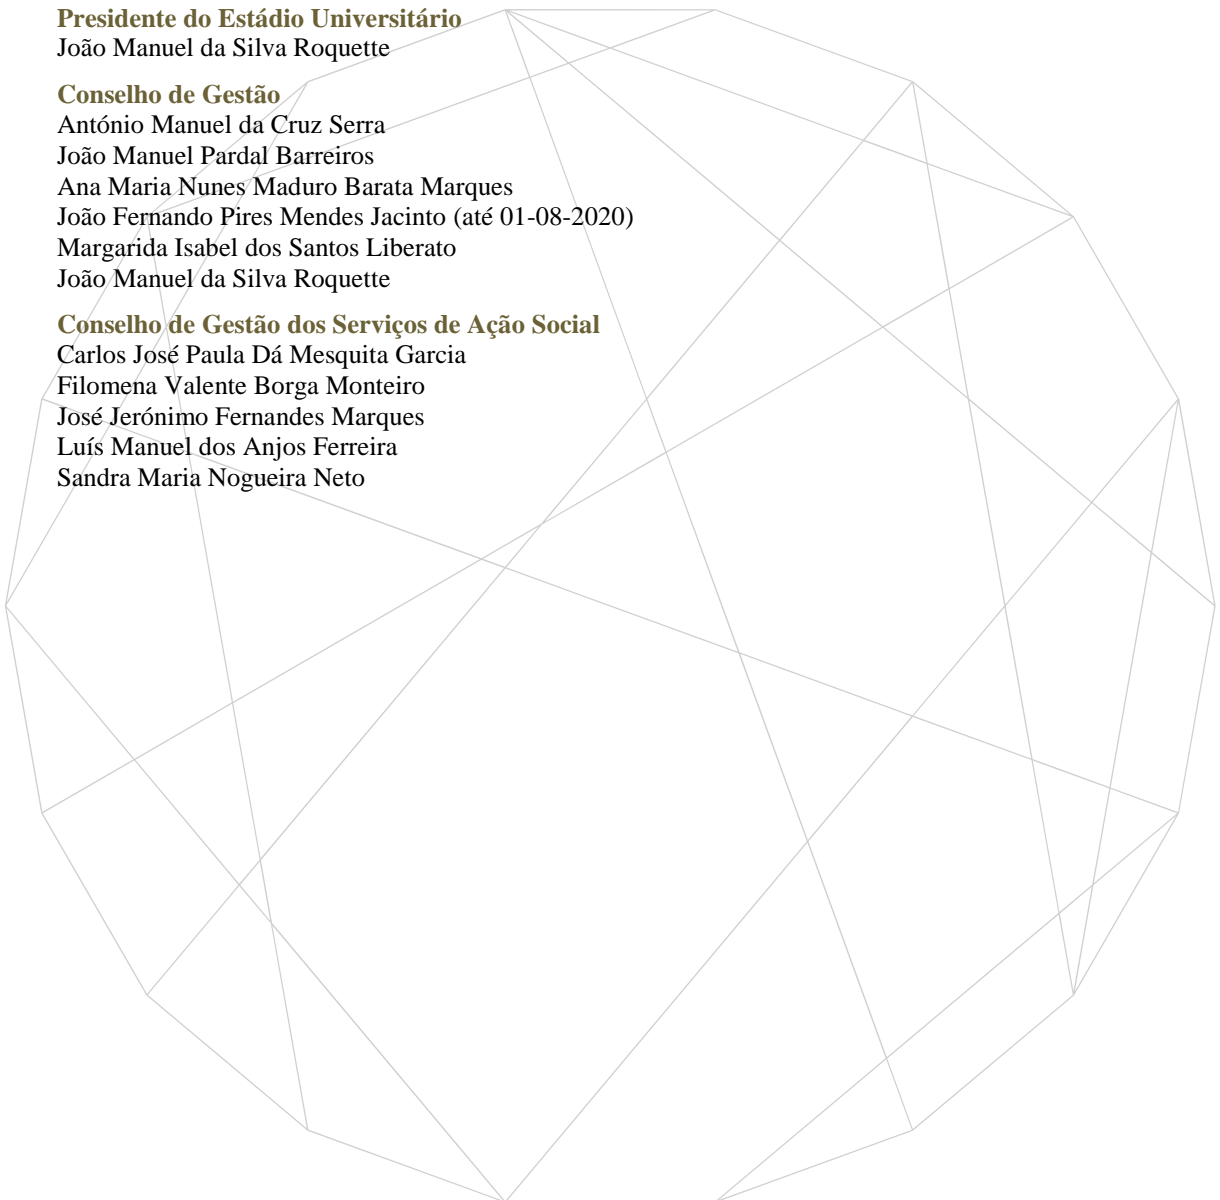 Presidente do Estádio Universitário
João Manuel da Silva Roquette
Conselho de Gestão
António Manuel da Cruz Serra
João Manuel Pardal Barreiros
Ana Maria Nunes Maduro Barata Marques
João Fernando Pires Mendes Jacinto (até 01-08-2020)
Margarida Isabel dos Santos Liberato
João Manuel da Silva Roquette
Conselho de Gestão dos Serviços de Ação Social
Carlos José Paula Dá Mesquita Garcia
Filomena Valente Borga Monteiro
José Jerónimo Fernandes Marques
Luís Manuel dos Anjos Ferreira
Sandra Maria Nogueira Neto